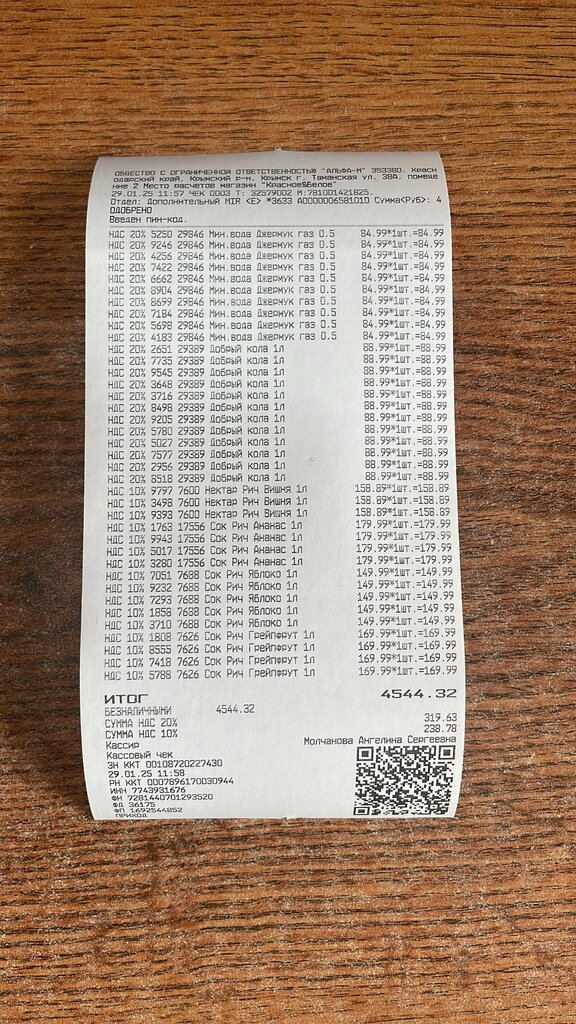 ОБЩЕСТВО С ОГРАНИЧЕННОЙ ОТВЕТСТВЕННОСТЬЮ "АЛЬФА-М" 353380, Красн
одарский край, Крымский р-н, Крымск г, Таманская ул, 38А, помеще
ние 2 Место расчетов магазин "Красное&Белое"
29.01.25 11:57 ЧЕК 0003 Т: 32579002 М:781001421825.
Отдел: Дополнительный MIR <E> *3633 A0000006581010 Сумма(Руб): 4
ОДОБРЕНО
Введен пин-код.
НДС 20% 5250 29846 Мин.вода Джермук газ 0.5 84.99*1шт.=84.99
НДС 20% 9246 29846 Мин.вода Джермук газ 0.5 84.99*1шт.=84.99
НДС 20% 4256 29846 Мин.вода Джермук газ 0.5 84.99*1шт.=84.99
НДС 20% 7422 29846 Мин.вода Джермук газ 0.5 84.99*1шт.=84.99
НДС 20% 6662 29846 Мин.вода Джермук газ 0.5 84.99*1шт.=84.99
НДС 20% 8904 29846 Мин.вода Джермук газ 0.5 84.99*1шт.=84.99
НДС 20% 8699 29846 Мин.вода Джермук газ 0.5 84.99*1шт.=84.99
НДС 20% 7184 29846 Мин.вода Джермук газ 0.5 84.99*1шт.=84.99
НДС 20% 5698 29846 Мин.вода Джермук газ 0.5 84.99*1шт.=84.99
НДС 20% 4183 29846 Мин.вода Джермук газ 0.5 84.99*1шт.=84.99
НДС 20% 2651 29389 Добрый кола 1л 88.99*1шт.=88.99
НДС 20% 7735 29389 Добрый кола 1л 88.99*1шт.=88.99
НДС 20% 9545 29389 Добрый кола 1л 88.99*1шт.=88.99
НДС 20% 3648 29389 Добрый кола 1л 88.99*1шт.=88.99
НДС 20% 3716 29389 Добрый кола 1л 88.99*1шт.=88.99
НДС 20% 8498 29389 Добрый кола 1л 88.99*1шт.=88.99
НДС 20% 9205 29389 Добрый кола 1л 88.99*1шт.=88.99
НДС 20% 5780 29389 Добрый кола 1л 88.99*1шт.=88.99
НДС 20% 5027 29389 Добрый кола 1л 88.99*1шт.=88.99
НДС 20% 7577 29389 Добрый кола 1л 88.99*1шт.=88.99
НДС 20% 2956 29389 Добрый кола 1л 88.99*1шт.=88.99
НДС 20% 8518 29389 Добрый кола 1л 88.99*1шт.=88.99
НДС 10% 9797 7600 Нектар Рич Вишня 1л 158.89*1шт.=158.89
НДС 10% 3498 7600 Нектар Рич Вишня 1л 158.89*1шт.=158.89
НДС 10% 9393 7600 Нектар Рич Вишня 1л 158.89*1шт.=158.89
НДС 10% 1763 17556 Сок Рич Ананас 1л 179.99*1шт.=179.99
НДС 10% 9943 17556 Сок Рич Ананас 1л 179.99*1шт.=179.99
НДС 10% 5017 17556 Сок Рич Ананас 1л 179.99*1шт.=179.99
НДС 10% 3280 17556 Сок Рич Ананас 1л 179.99*1шт.=179.99
НДС 10% 7051 7688 Сок Рич Яблоко 1л 149.99*1шт.=149.99
НДС 10% 9232 7688 Сок Рич Яблоко 1л 149.99*1шт.=149.99
НДС 10% 7293 7688 Сок Рич Яблоко 1л 149.99*1шт.=149.99
НДС 10% 1858 7688 Сок Рич Яблоко 1л 149.99*1шт.=149.99
НДС 10% 3710 7688 Сок Рич Яблоко 1л 149.99*1шт.=149.99
НДС 10% 1808 7626 Сок Рич Грейпфрут 1л 169.99*1шт.=169.99
НДС 10% 8555 7626 Сок Рич Грейпфрут 1л 169.99*1шт.=169.99
НДС 10% 7418 7626 Сок Рич Грейпфрут 1л 169.99*1шт.=169.99
НДС 10% 5788 7626 Сок Рич Грейпфрут 1л 169.99*1шт.=169.99
ИТОГ 4544.32
БЕЗНАЛИЧНЫМИ 4544.32
СУММА НДС 20% 319.63
СУММА НДС 10% 238.78
Кассир Молчанова Ангелина Сергеевна
Кассовый чек
ЗН ККТ 00108720227430
29.01.25 11:58
РН ККТ 0007896170030944
ИНН 7743931676
ФН 7281440701293520
ФД 36175
ФП 1692544852
ПРИХОД